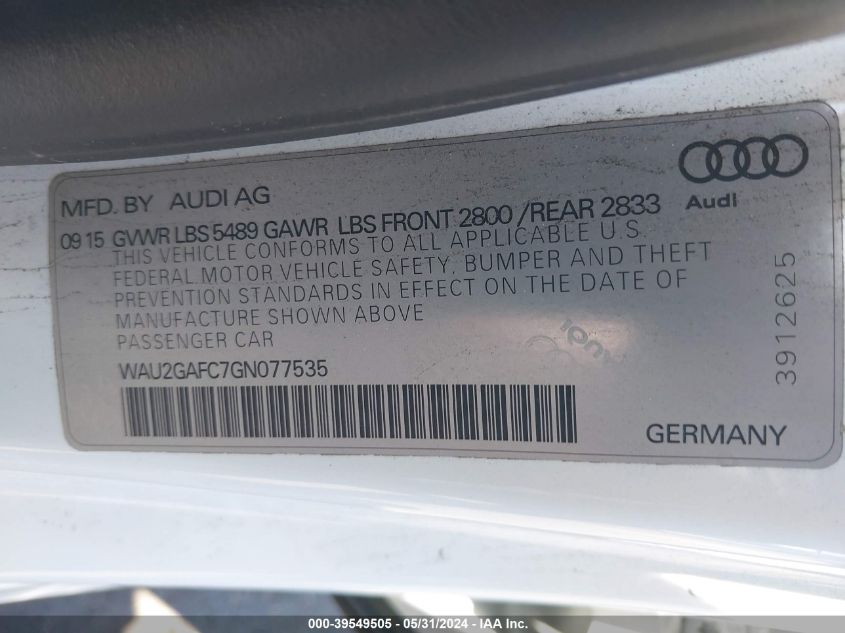 Audi
MFD. BY AUDI AG
09 15 GVWR LBS 5489 GAWR LBS FRONT 2800 / REAR 2833
THIS VEHICLE CONFORMS TO ALL APPLICABLE U.S.
FEDERAL MOTOR VEHICLE SAFETY, BUMPER AND THEFT
PREVENTION STANDARDS IN EFFECT ON THE DATE OF
MANUFACTURE SHOWN ABOVE
PASSENGER CAR
WAU2GAFC7GN077535
3912625
GERMANY
000-39549505 - 05/31/2024 - IAA, Inc.